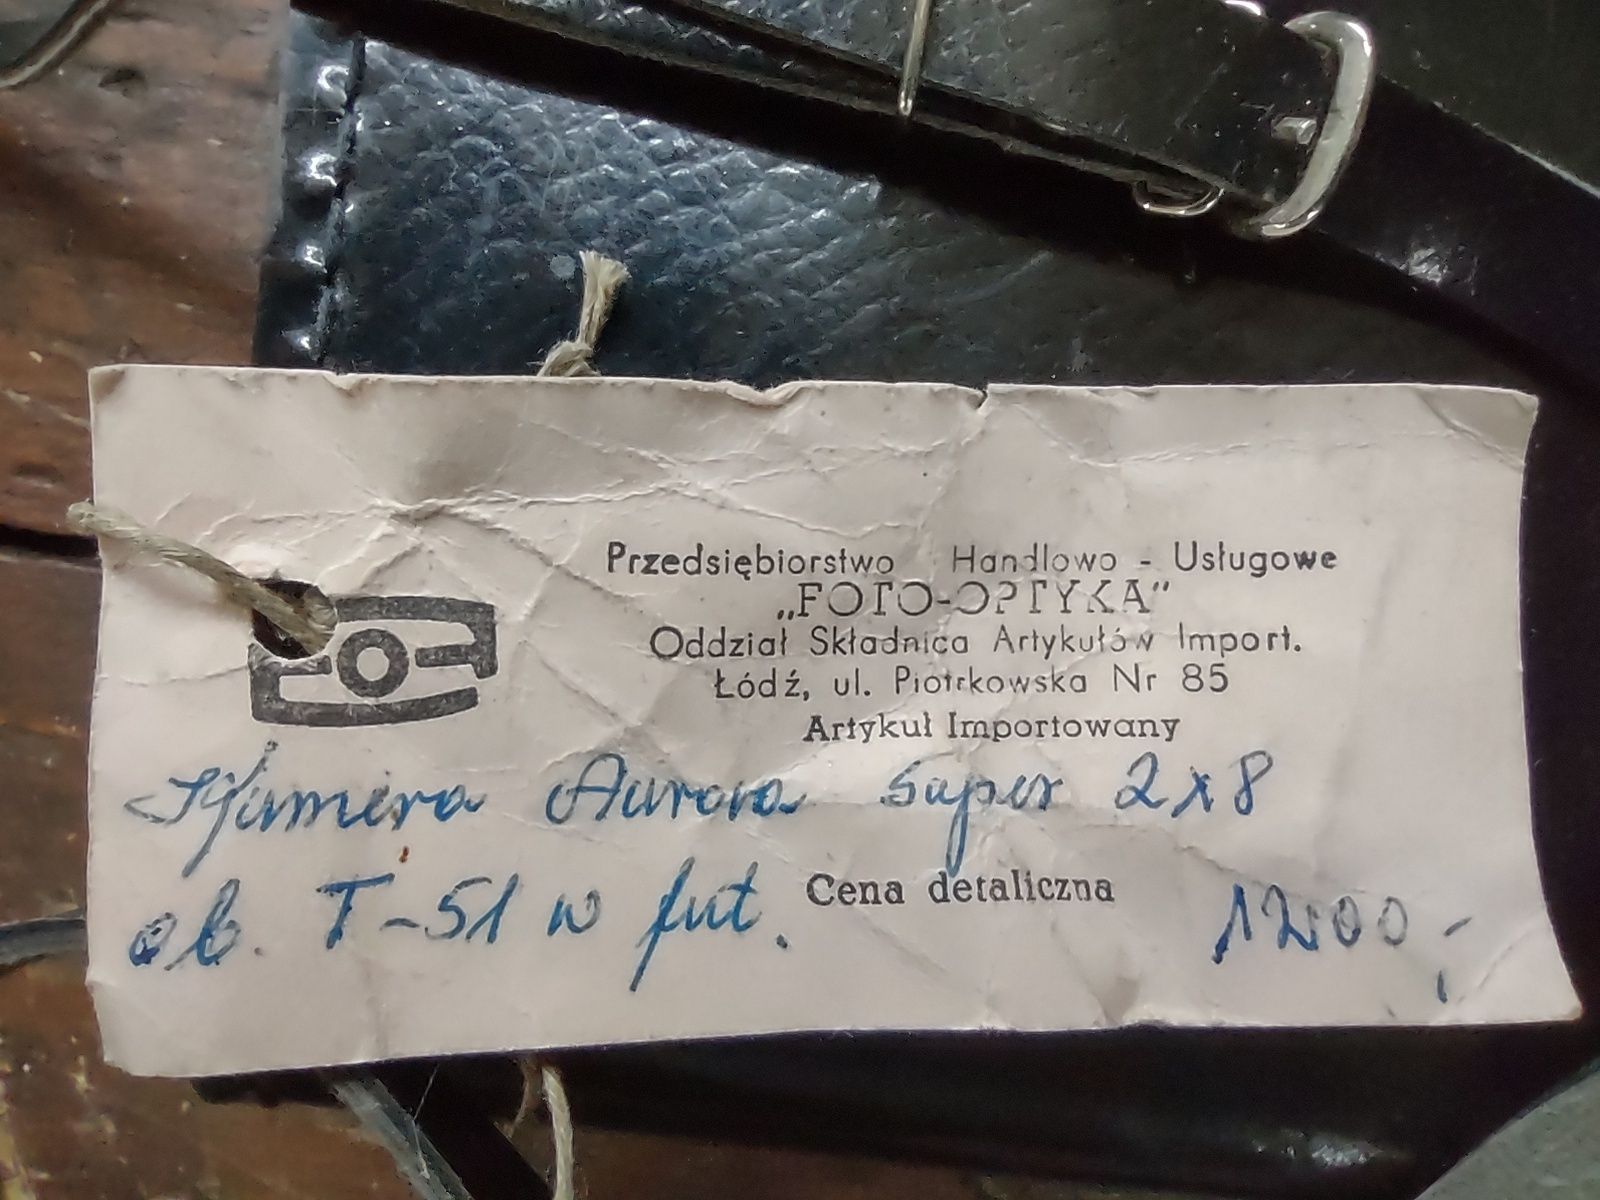 Przedsiębiorstwo Handlowo - Usługowe
„FOTO-OPTYKA"
Oddział Składnica Artykułów Import.
Łódź, ul. Piotrkowska Nr 85
Artykuł Importowany
Kamera Aurora Super 2x8
ob. T-51 w fut.
Cena detaliczna 1200,-